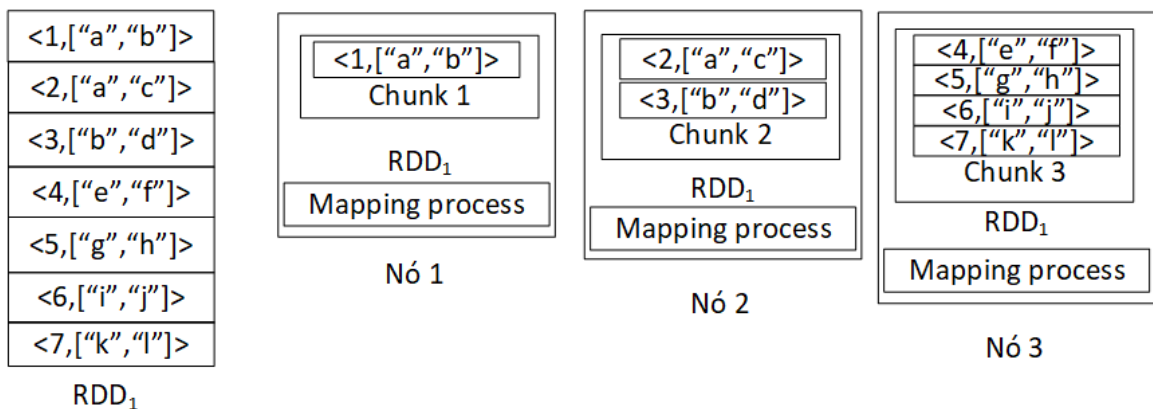 <1,[“a”,“b”]>
<2,[“a”,“c”]>
<3,[“b”,“d”]>
<4,[“e”,“f”]>
<5,[“g”,“h”]>
<6,[“i”,“j”]>
<7,[“k”,“l”]>
RDD₁
<1,[“a”,“b”]>
Chunk 1
RDD₁
Mapping process
Nó 1
<2,[“a”,“c”]>
<3,[“b”,“d”]>
Chunk 2
RDD₁
Mapping process
Nó 2
<4,[“e”,“f”]>
<5,[“g”,“h”]>
<6,[“i”,“j”]>
<7,[“k”,“l”]>
Chunk 3
RDD₁
Mapping process
Nó 3